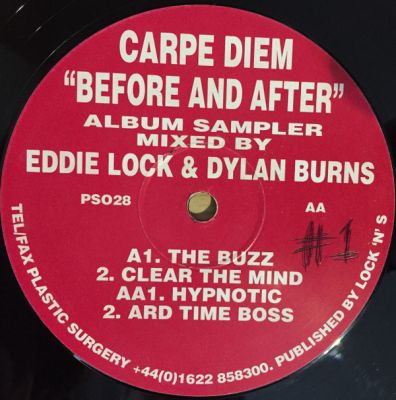 CARPE DIEM
"BEFORE AND AFTER"
ALBUM SAMPLER
MIXED BY
EDDIE LOCK & DYLAN BURNS
PSO28
AA
#1
A1. THE BUZZ
2. CLEAR THE MIND
AA1. HYPNOTIC
2. ARD TIME BOSS
TEL/FAX PLASTIC SURGERY +44(0)1622 858300. PUBLISHED BY LOCK 'N' S